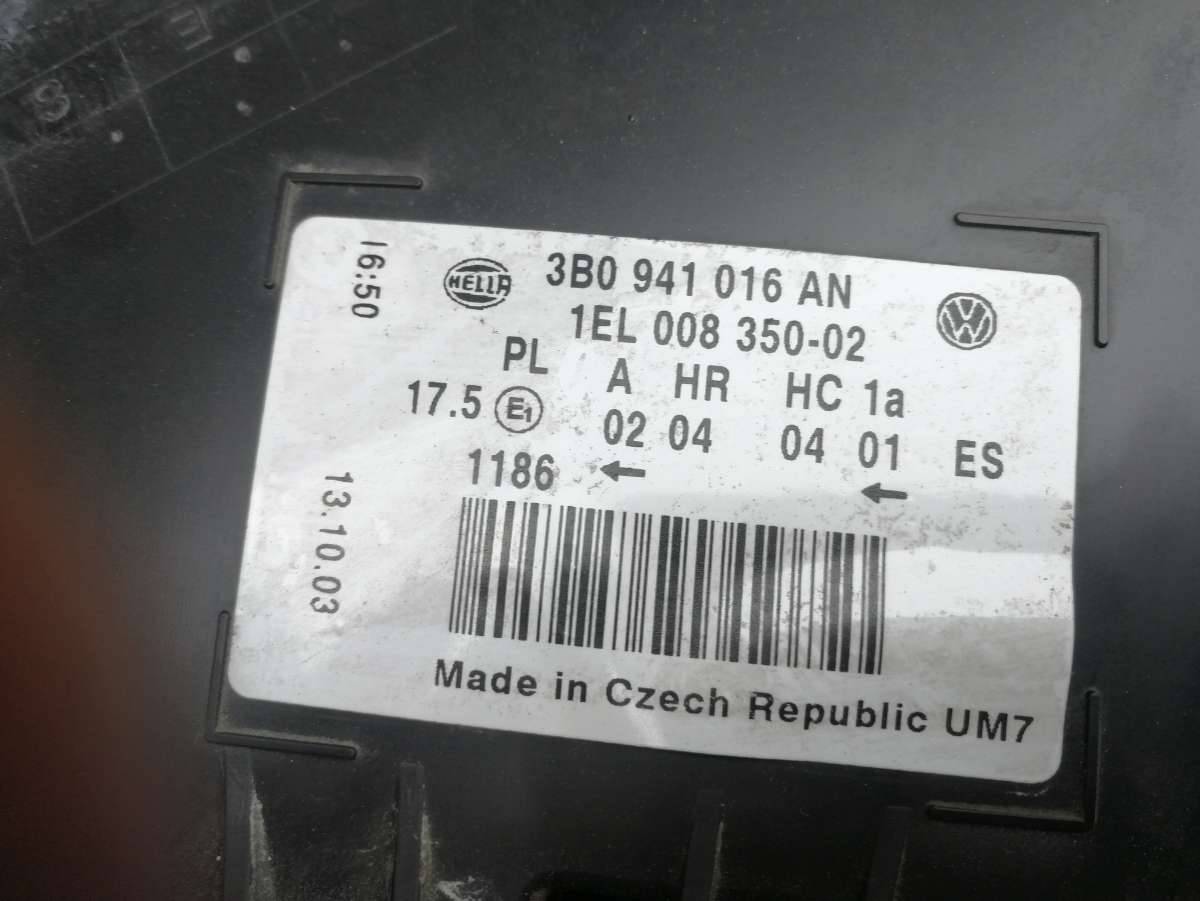 E
8
16:50
HELLA
3B0 941 016 AN
1EL 008 350-02
PL A HR HC 1a
17.5 E1 02 04 04 01 ES
1186
13.10.03
Made in Czech Republic UM7